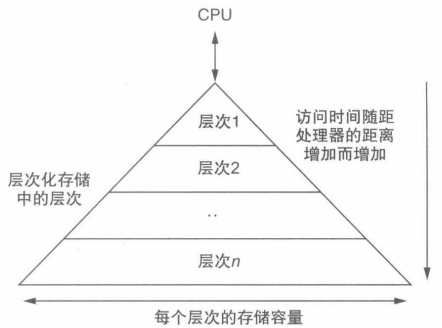 CPU
层次1
访问时间随距
处理器的距离
增加而增加
层次2
层次化存储
中的层次
..
层次n
每个层次的存储容量